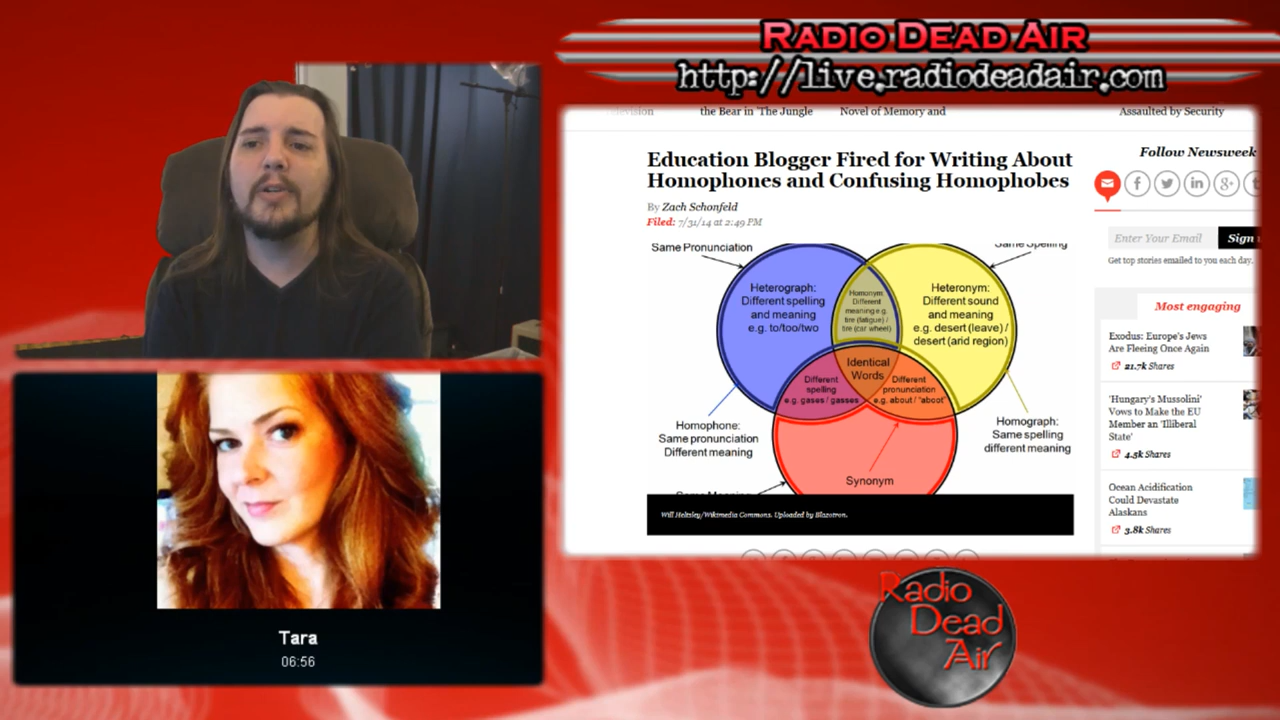 RADIO DEAD AIR
http://live.radiodeadair.com
the Bear in 'The Jungle
Novel of Memory and
Assaulted by Security
Education Blogger Fired for Writing About
Homophones and Confusing Homophobes
By Zach Schonfeld
Filed: 7/31/14 at 2:49 PM
Same Pronunciation
Same Spelling
Heterograph:
Different spelling
and meaning
e.g. to/too/two
Homonym:
Different
meaning e.g.
tire (fatigue) /
tire (car wheel)
Heteronym:
Different sound
and meaning
e.g. desert (leave) /
desert (arid region)
Identical
Words
Different
spelling
e.g. gases / gasses
Different
pronunciation
e.g. about / "aboot"
Homophone:
Same pronunciation
Different meaning
Homograph:
Same spelling
different meaning
Synonym
Same Meaning
Will Heltsley/Wikimedia Commons. Uploaded by Blazotron.
Follow Newsweek
Enter Your Email
Sign
Get top stories emailed to you each day.
Most engaging
Exodus: Europe's Jews
Are Fleeing Once Again
21.7k Shares
'Hungary's Mussolini'
Vows to Make the EU
Member an 'Illiberal
State'
4.5k Shares
Ocean Acidification
Could Devastate
Alaskans
3.8k Shares
Tara
06:56
Radio
Dead
Air